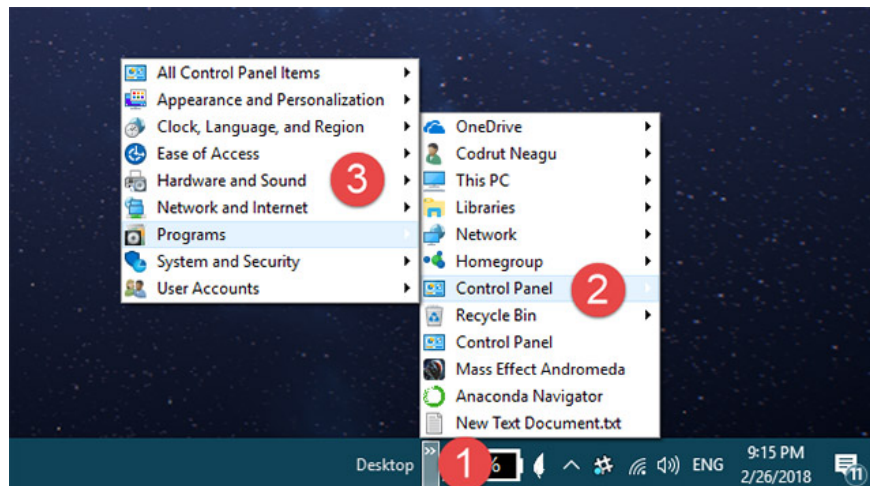 All Control Panel Items
Appearance and Personalization
Clock, Language, and Region
Ease of Access
Hardware and Sound
3
Network and Internet
Programs
System and Security
User Accounts
OneDrive
Codrut Neagu
This PC
Libraries
Network
Homegroup
Control Panel
2
Recycle Bin
Control Panel
Mass Effect Andromeda
Anaconda Navigator
New Text Document.txt
Desktop
»
1
%
ENG
9:15 PM
2/26/2018
11